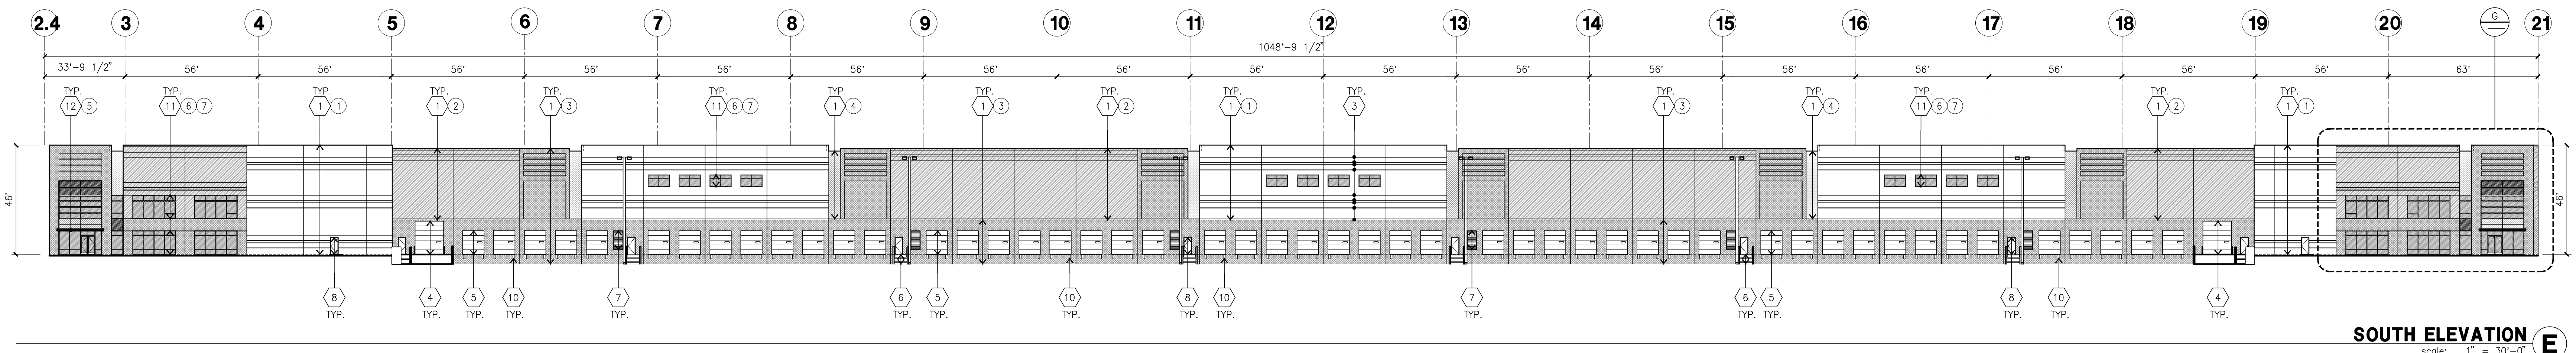 2.4 3 4 5 6 7 8 9 10 11 12 13 14 15 16 17 18 19 20 G 21
1048'-9 1/2"
33'-9 1/2" 56' 56' 56' 56' 56' 56' 56' 56' 56' 56' 56' 56' 56' 56' 56' 56' 56' 63'
TYP. TYP. TYP. TYP. TYP. TYP. TYP. TYP. TYP. TYP. TYP. TYP. TYP. TYP. TYP. TYP.
12 5 11 6 7 1 1 1 2 1 3 11 6 7 1 4 1 3 1 2 1 1 3 1 3 1 4 11 6 7 1 2 1 1
46' 46'
8 4 5 10 7 6 5 10 8 10 7 6 5 8 10 4
TYP. TYP. TYP. TYP. TYP. TYP. TYP. TYP. TYP. TYP. TYP. TYP. TYP. TYP. TYP. TYP.
SOUTH ELEVATION E
scale: 1" = 30'-0"